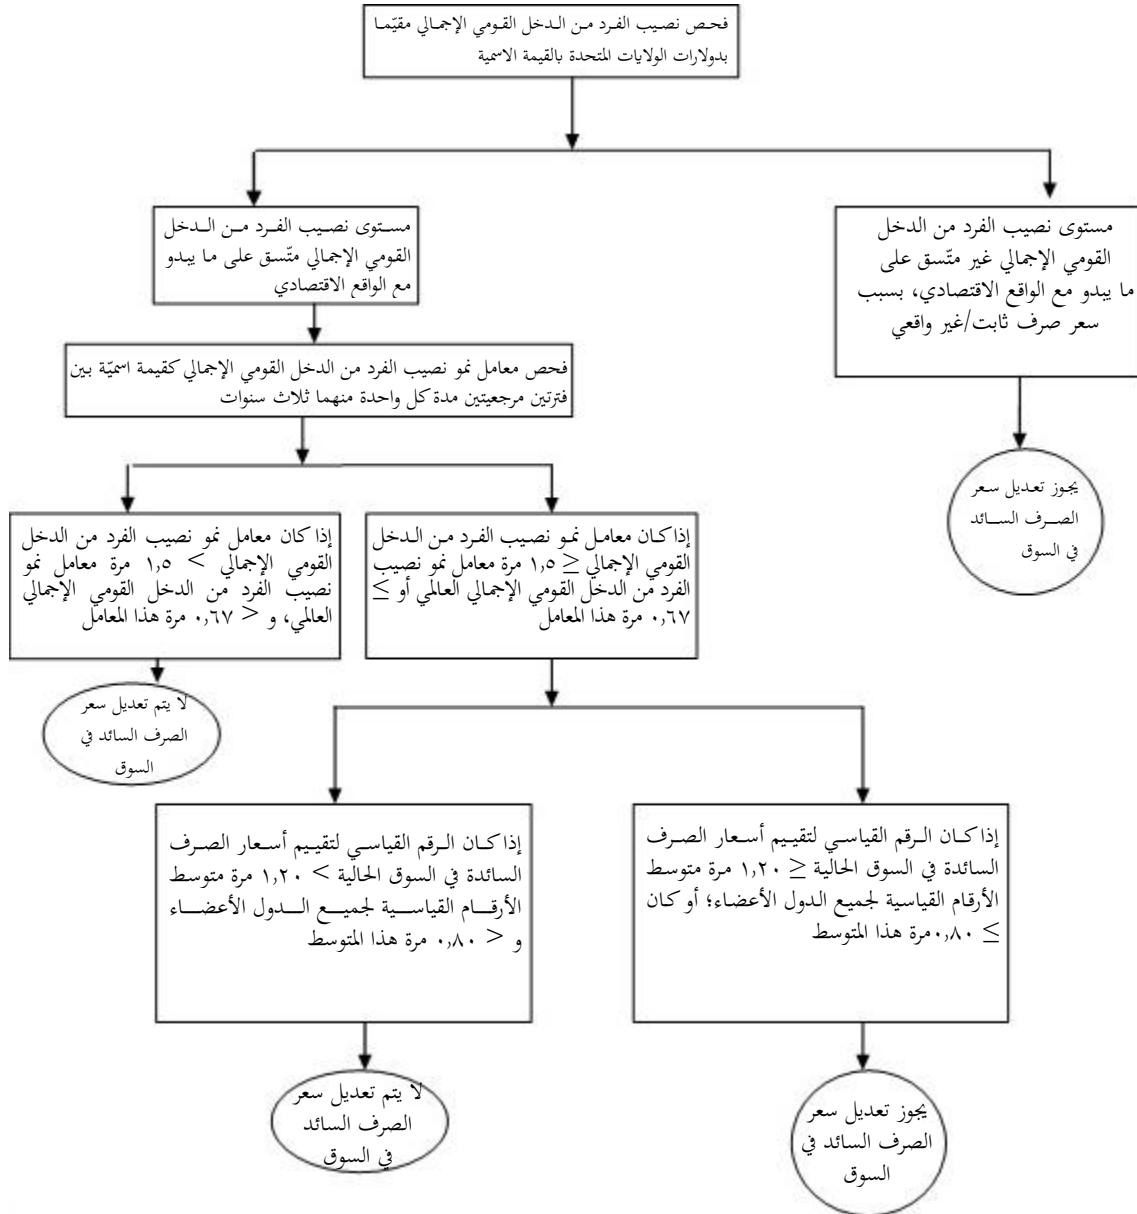 فحص نصيب الفرد من الدخل القومي الإجمالي مقيّما
بدولارات الولايات المتحدة بالقيمة الاسمية
مستوى نصيب الفرد من الدخل
القومي الإجمالي غير متّسق على
ما يبدو مع الواقع الاقتصادي، بسبب
سعر صرف ثابت/غير واقعي
مستوى نصيب الفرد من الدخل
القومي الإجمالي متّسق على ما يبدو
مع الواقع الاقتصادي
فحص معامل نمو نصيب الفرد من الدخل القومي الإجمالي كقيمة اسميّة بين
فترتين مرجعيتين مدة كل واحدة منهما ثلاث سنوات
يجوز تعديل سعر
الصرف السائد
في السوق
إذا كان معامل نمو نصيب الفرد من الدخل
القومي الإجمالي ≤ ١,٥ مرة معامل نمو نصيب
الفرد من الدخل القومي الإجمالي العالمي أو ≥
٠,٦٧ مرة هذا المعامل
إذا كان معامل نمو نصيب الفرد من الدخل
القومي الإجمالي > ١,٥ مرة معامل نمو
نصيب الفرد من الدخل القومي الإجمالي
العالمي، و < ٠,٦٧ مرة هذا المعامل
لا يتم تعديل سعر
الصرف السائد في
السوق
إذا كان الرقم القياسي لتقييم أسعار الصرف
السائدة في السوق الحالية ≤ ١,٢٠ مرة متوسط
الأرقام القياسية لجميع الدول الأعضاء؛ أو كان
≥ ٠,٨٠مرة هذا المتوسط
إذا كان الرقم القياسي لتقييم أسعار الصرف
السائدة في السوق الحالية > ١,٢٠ مرة متوسط
الأرقام القياسية لجميع الدول الأعضاء
و < ٠,٨٠ مرة هذا المتوسط
يجوز تعديل سعر
الصرف السائد في
السوق
لا يتم تعديل سعر
الصرف السائد
في السوق